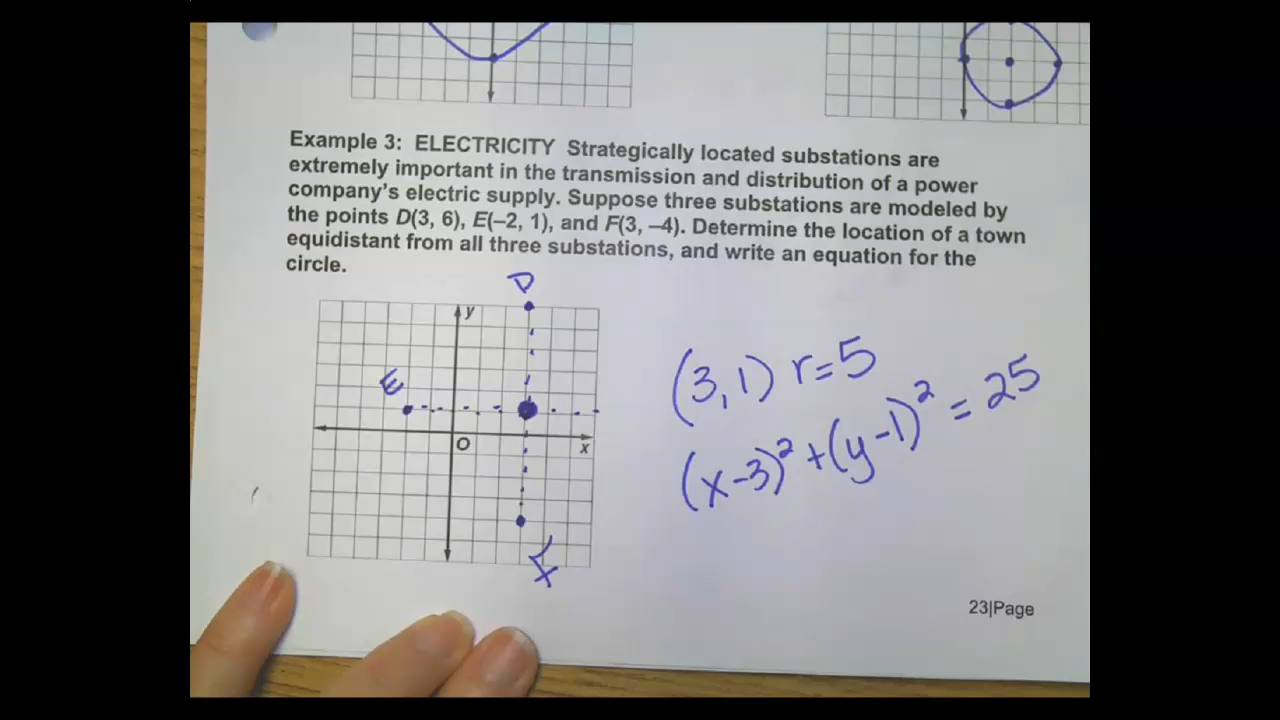 Example 3: ELECTRICITY Strategically located substations are
extremely important in the transmission and distribution of a power
company's electric supply. Suppose three substations are modeled by
the points D(3, 6), E(–2, 1), and F(3, –4). Determine the location of a town
equidistant from all three substations, and write an equation for the
circle.
D
y
E
O
x
F
(3,1) r=5
(x-3)² + (y-1)² = 25
23|Page